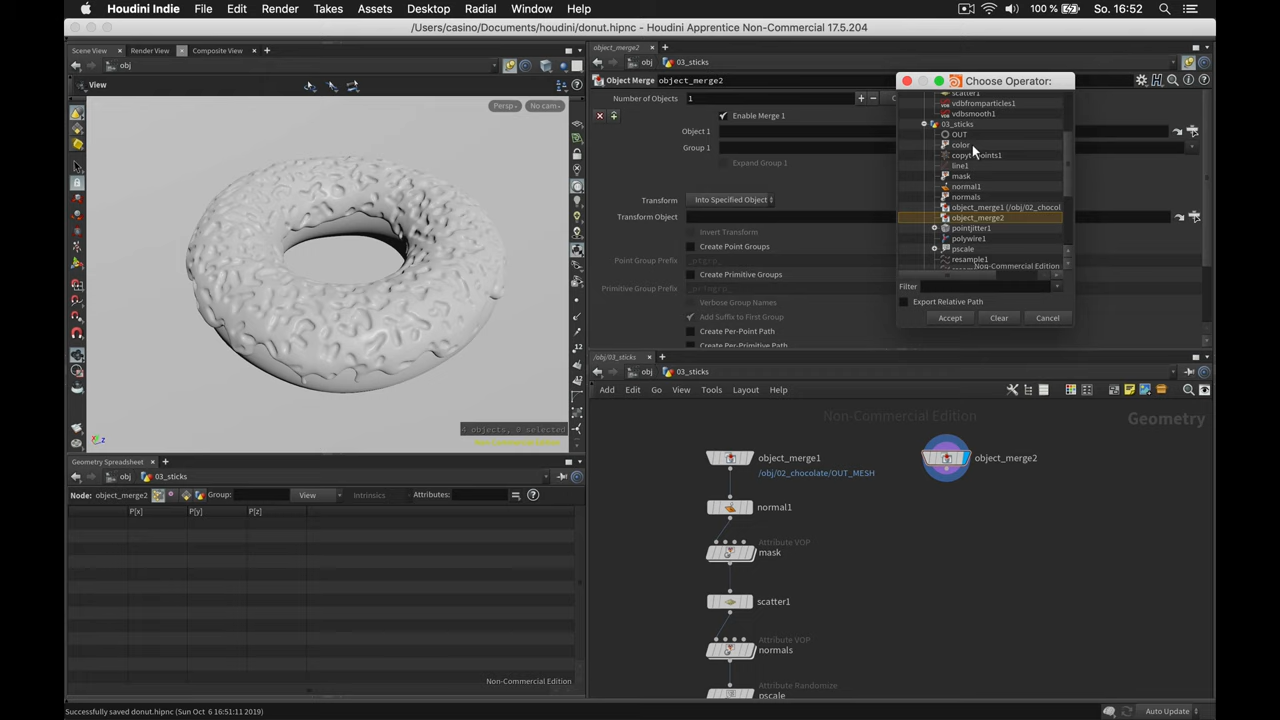 Houdini Indie File Edit Render Takes Assets Desktop Radial Window Help 100 % So. 16:52
/Users/casino/Documents/houdini/donut.hipnc - Houdini Apprentice Non-Commercial 17.5.204
Scene View Render View Composite View
obj
View
Persp No cam
4 objects, 0 selected
object_merge2
03_sticks
Object Merge object_merge2
Number of Objects 1
Enable Merge 1
Object 1
Group 1
Expand Group 1
Transform Into Specified Object
Transform Object
Invert Transform
Create Point Groups
Point Group Prefix
Create Primitive Groups
Primitive Group Prefix
Verbose Group Names
Add Suffix to First Group
Create Per-Point Path
Create Per-Primitive Path
Choose Operator:
scatter1
vdbfromparticles1
vdbsmooth1
03_sticks
OUT
color
line1
mask
normal1
normals
object_merge1 (/obj/02_chocol
object_merge2
pointjitter1
polywire1
pscale
resample1
Non-Commercial Edition
Filter
Export Relative Path
Accept Clear Cancel
/obj/03_sticks
obj 03_sticks
Add Edit Go View Tools Layout Help
Non-Commercial Edition
Geometry
object_merge1
/obj/02_chocolate/OUT_MESH
object_merge2
normal1
Attribute VOP
mask
scatter1
Attribute VOP
normals
Attribute Randomize
pscale
Geometry Spreadsheet
obj 03_sticks
Node: object_merge2 Group: View Intrinsics Attributes:
P[x] P[y] P[z]
Non-Commercial Edition
Successfully saved donut.hipnc (Sun Oct 6 16:51:11 2019)
Auto Update